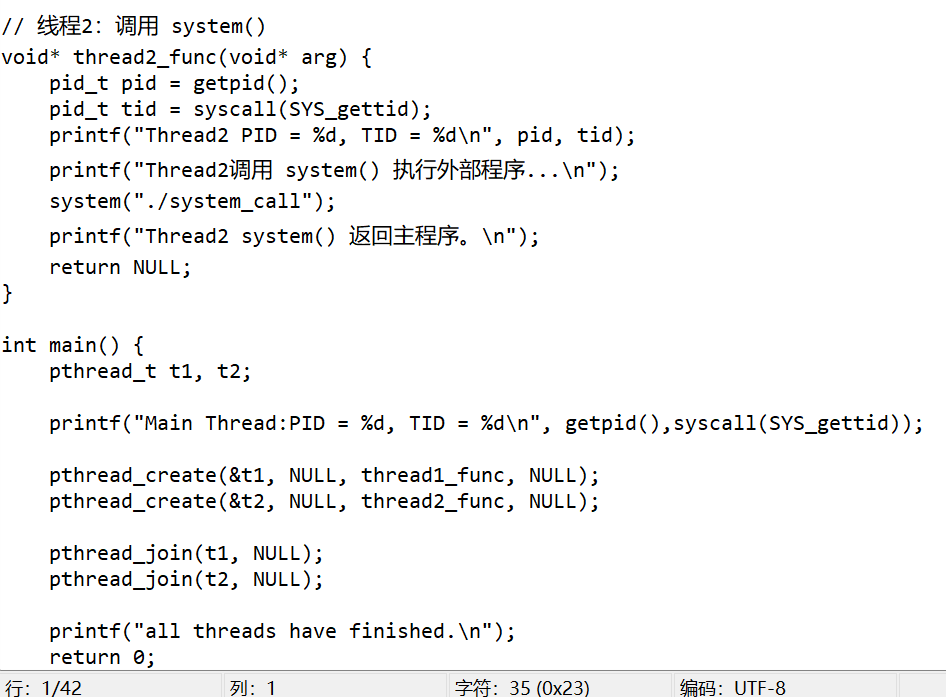 // 线程2: 调用 system()
void* thread2_func(void* arg) {
    pid_t pid = getpid();
    pid_t tid = syscall(SYS_gettid);
    printf("Thread2 PID = %d, TID = %d\n", pid, tid);
    printf("Thread2调用 system() 执行外部程序...\n");
    system("./system_call");
    printf("Thread2 system() 返回主程序。\n");
    return NULL;
}
int main() {
    pthread_t t1, t2;
    printf("Main Thread:PID = %d, TID = %d\n", getpid(),syscall(SYS_gettid));
    pthread_create(&t1, NULL, thread1_func, NULL);
    pthread_create(&t2, NULL, thread2_func, NULL);
    pthread_join(t1, NULL);
    pthread_join(t2, NULL);
    printf("all threads have finished.\n");
    return 0;
行: 1/42 列: 1 字符: 35 (0x23) 编码: UTF-8